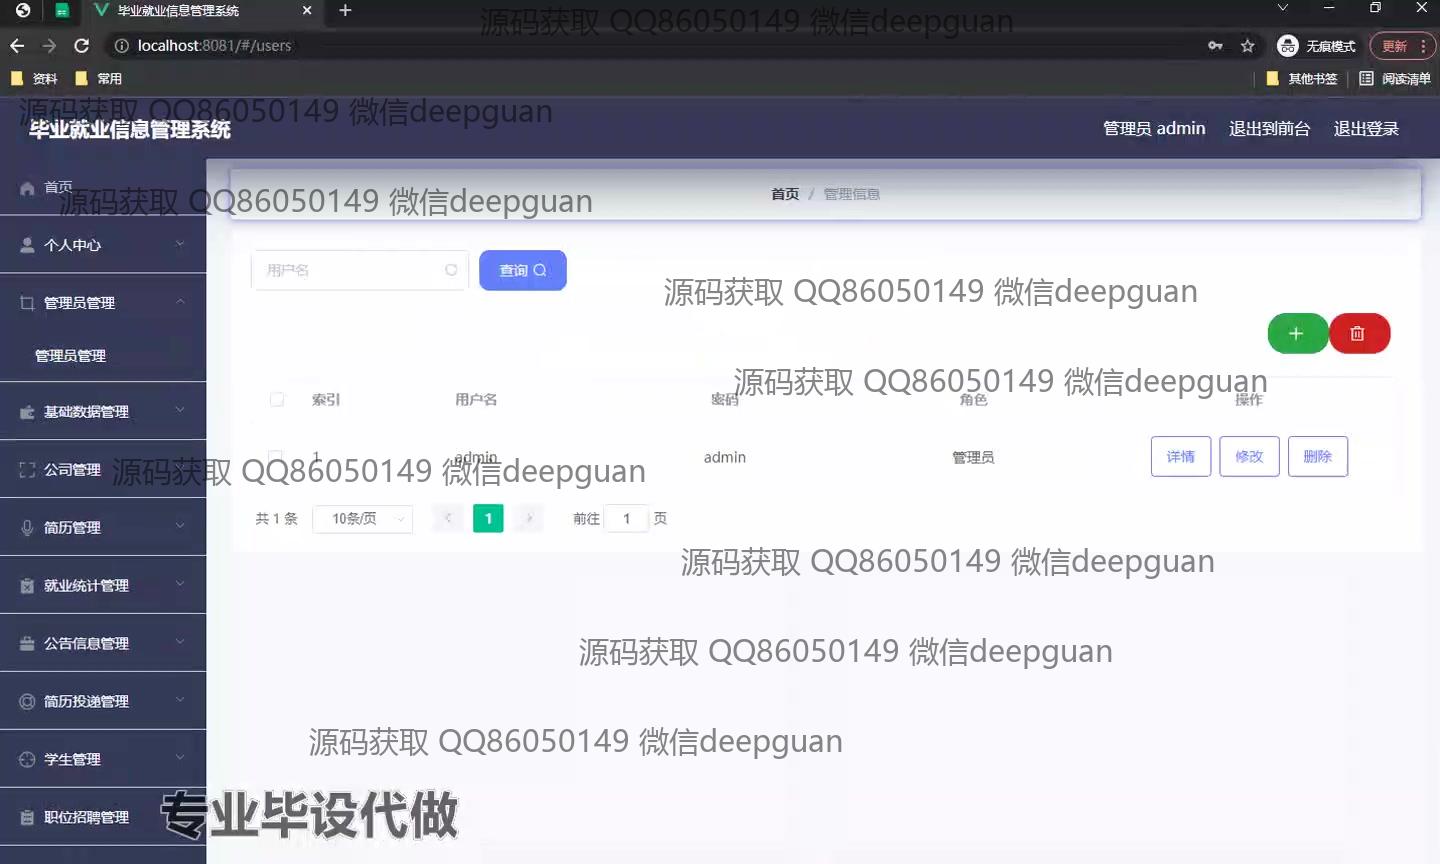 毕业就业信息管理系统
源码获取 QQ86050149 微信deepguan
localhost:8081/#/users
无痕模式
更新
资料
常用
其他书签
阅读清单
源码获取 QQ86050149 微信deepguan
毕业就业信息管理系统
管理员 admin
退出到前台
退出登录
首页
源码获取 QQ86050149 微信deepguan
首页 / 管理信息
个人中心
用户名
查询
源码获取 QQ86050149 微信deepguan
管理员管理
管理员管理
源码获取 QQ86050149 微信deepguan
索引 用户名 密码 角色 操作
基础数据管理
1 admin admin 管理员 详情 修改 删除
公司管理
源码获取 QQ86050149 微信deepguan
共 1 条 10条/页 1 前往 1 页
简历管理
源码获取 QQ86050149 微信deepguan
就业统计管理
公告信息管理
源码获取 QQ86050149 微信deepguan
简历投递管理
源码获取 QQ86050149 微信deepguan
学生管理
职位招聘管理
专业毕设代做